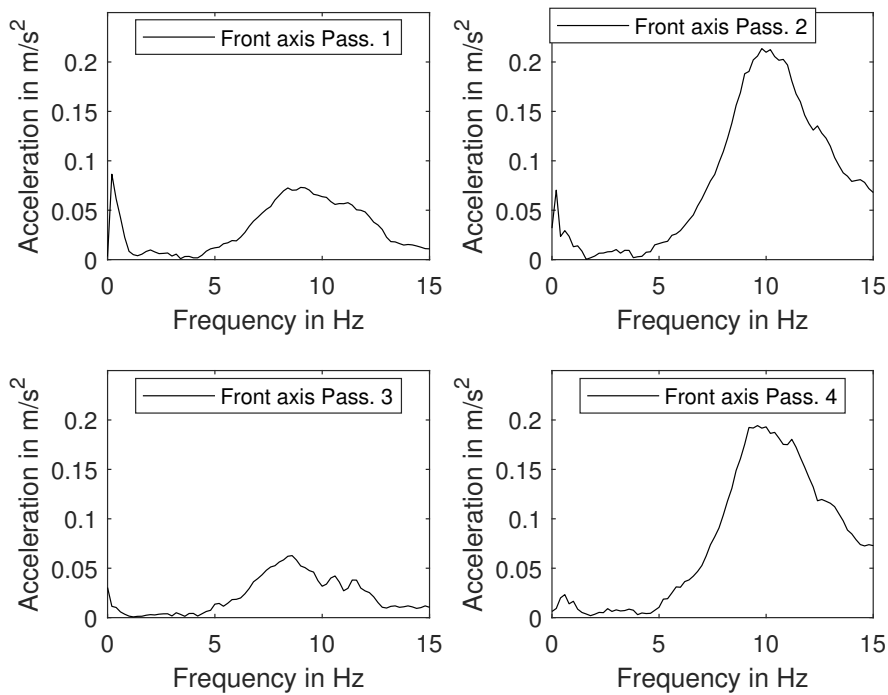 Front axis Pass. 1
Acceleration in m/s²
0.2
0.15
0.1
0.05
0
0 5 10 15
Frequency in Hz
Front axis Pass. 2
Acceleration in m/s²
0.2
0.15
0.1
0.05
0
0 5 10 15
Frequency in Hz
Front axis Pass. 3
Acceleration in m/s²
0.2
0.15
0.1
0.05
0
0 5 10 15
Frequency in Hz
Front axis Pass. 4
Acceleration in m/s²
0.2
0.15
0.1
0.05
0
0 5 10 15
Frequency in Hz